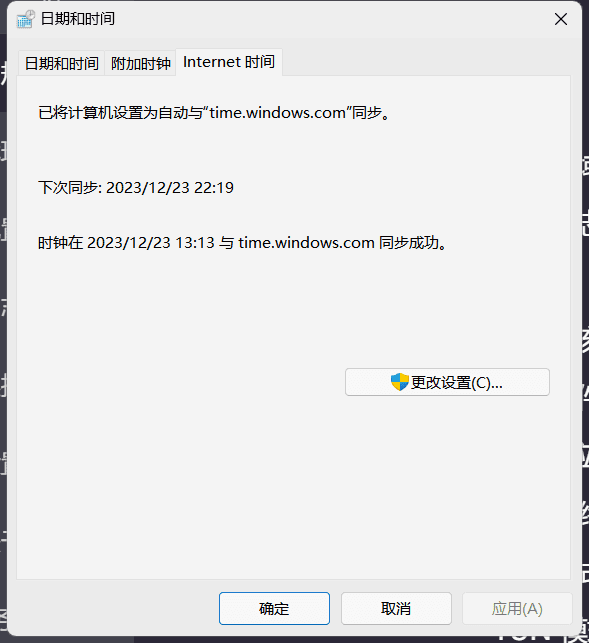 日期和时间
日期和时间 附加时钟 Internet 时间
已将计算机设置为自动与“time.windows.com”同步。
下次同步: 2023/12/23 22:19
时钟在 2023/12/23 13:13 与 time.windows.com 同步成功。
更改设置(C)...
确定 取消 应用(A)